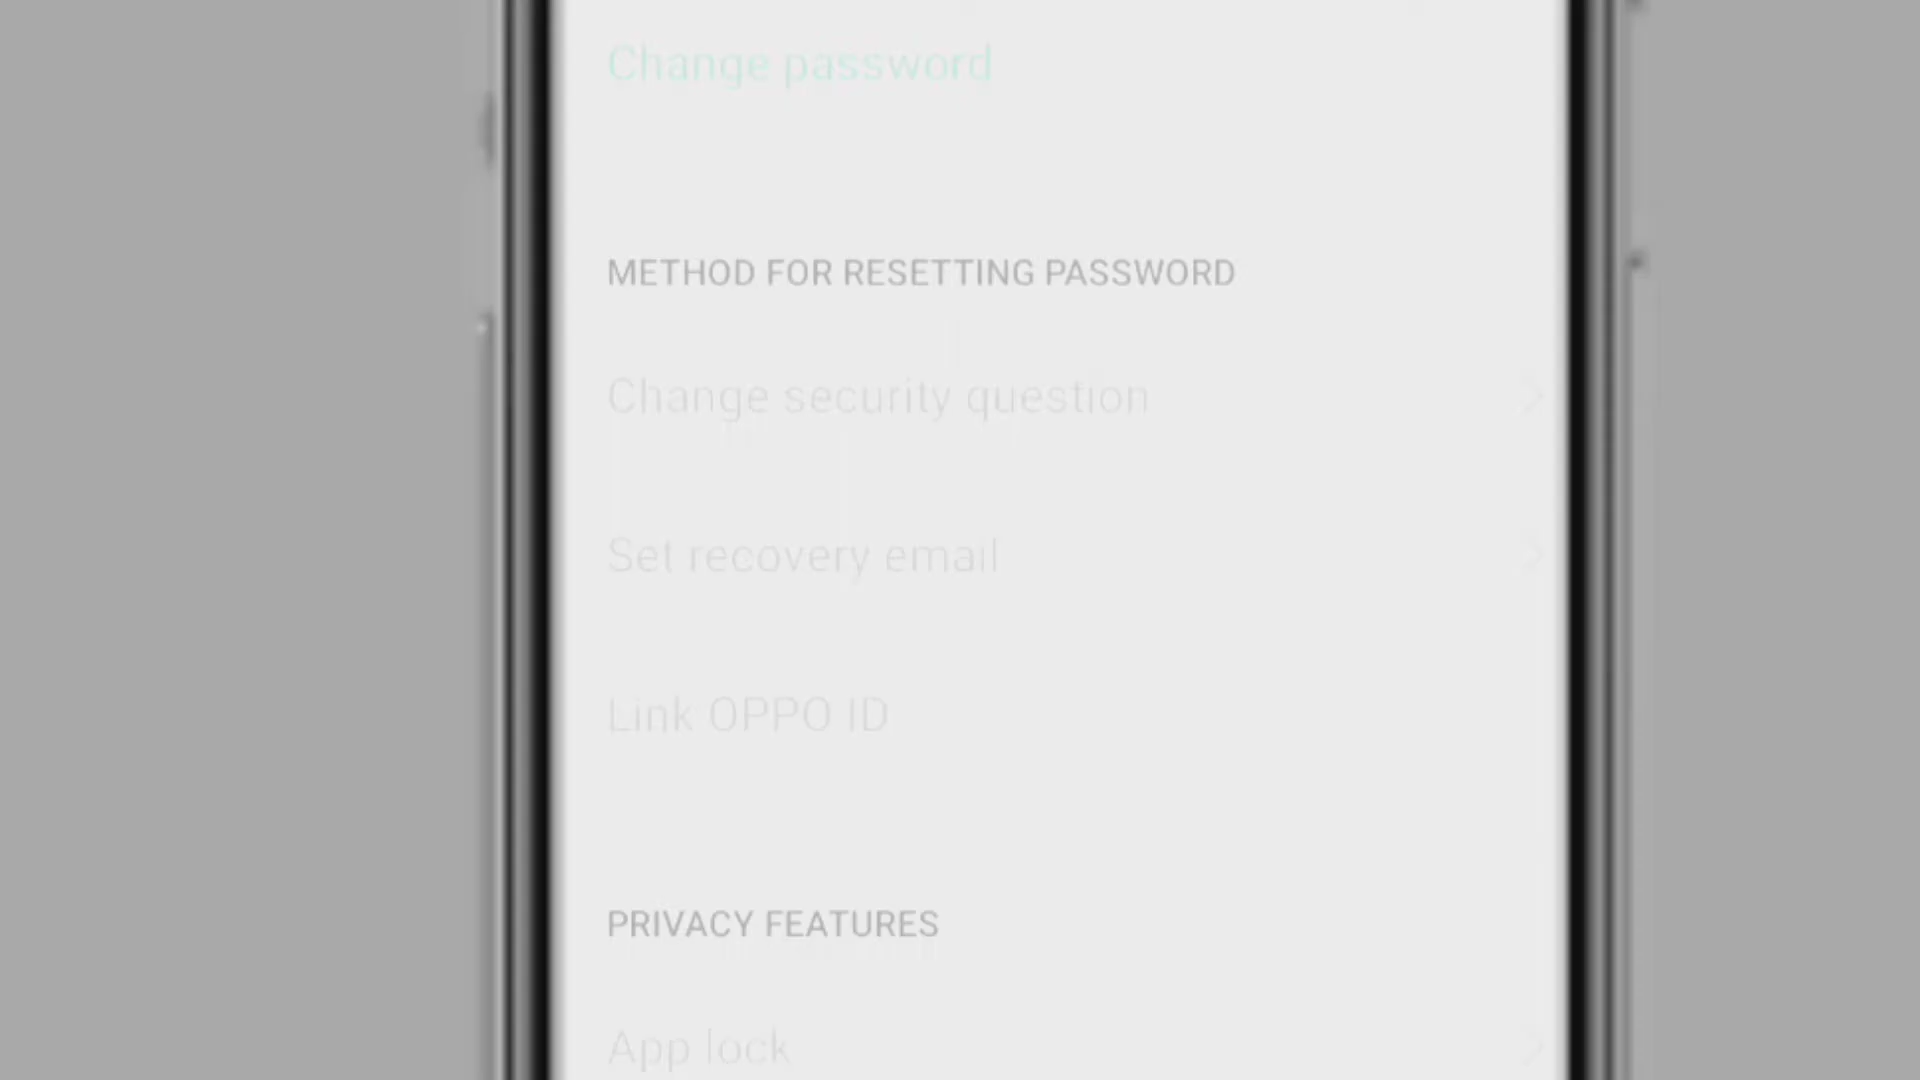 Change password
METHOD FOR RESETTING PASSWORD
Change security question
Set recovery email
Link OPPO ID
PRIVACY FEATURES
App lock